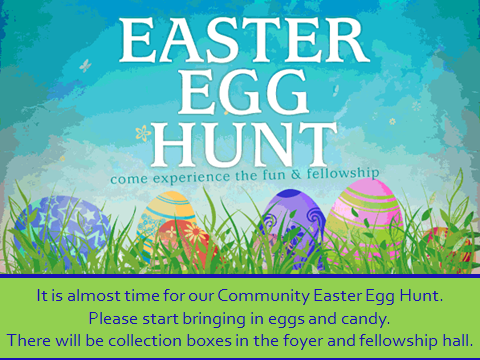 EASTER
EGG
HUNT
come experience the fun & fellowship
It is almost time for our Community Easter Egg Hunt.
Please start bringing in eggs and candy.
There will be collection boxes in the foyer and fellowship hall.